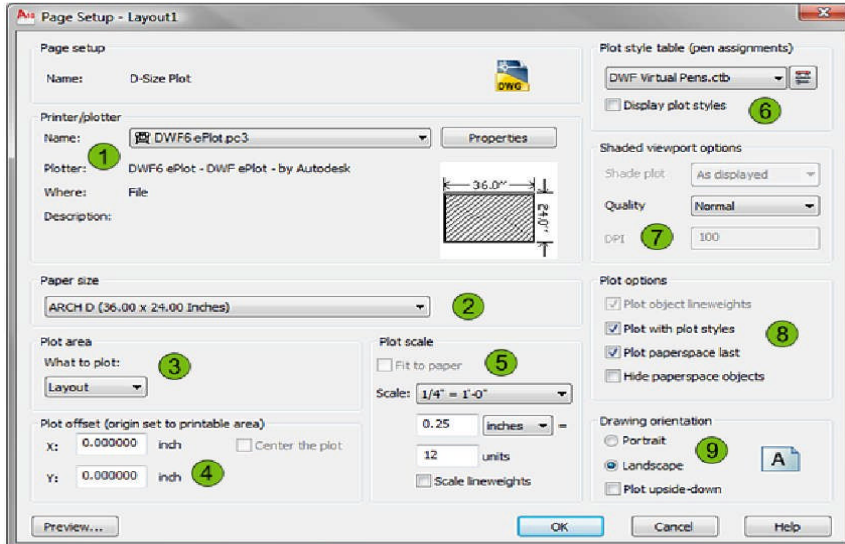 Page Setup - Layout1
Page setup
Name: D-Size Plot
DWG
Printer/plotter
Name: DWF6 ePlot.pc3 Properties
1
Plotter: DWF6 ePlot - DWF ePlot - by Autodesk
Where: File
Description:
36.0"
24.0"
Paper size
ARCH D (36.00 x 24.00 Inches)
2
Plot area
What to plot:
3
Layout
Plot offset (origin set to printable area)
X: 0.000000 inch Center the plot
Y: 0.000000 inch
4
Plot scale
Fit to paper
5
Scale: 1/4" = 1'-0"
0.25 inches =
12 units
Scale lineweights
Plot style table (pen assignments)
DWF Virtual Pens.ctb
Display plot styles
6
Shaded viewport options
Shade plot As displayed
Quality Normal
DPI 100
7
Plot options
Plot object lineweights
Plot with plot styles
8
Plot paperspace last
Hide paperspace objects
Drawing orientation
Portrait
9
Landscape
A
Plot upside-down
Preview... OK Cancel Help